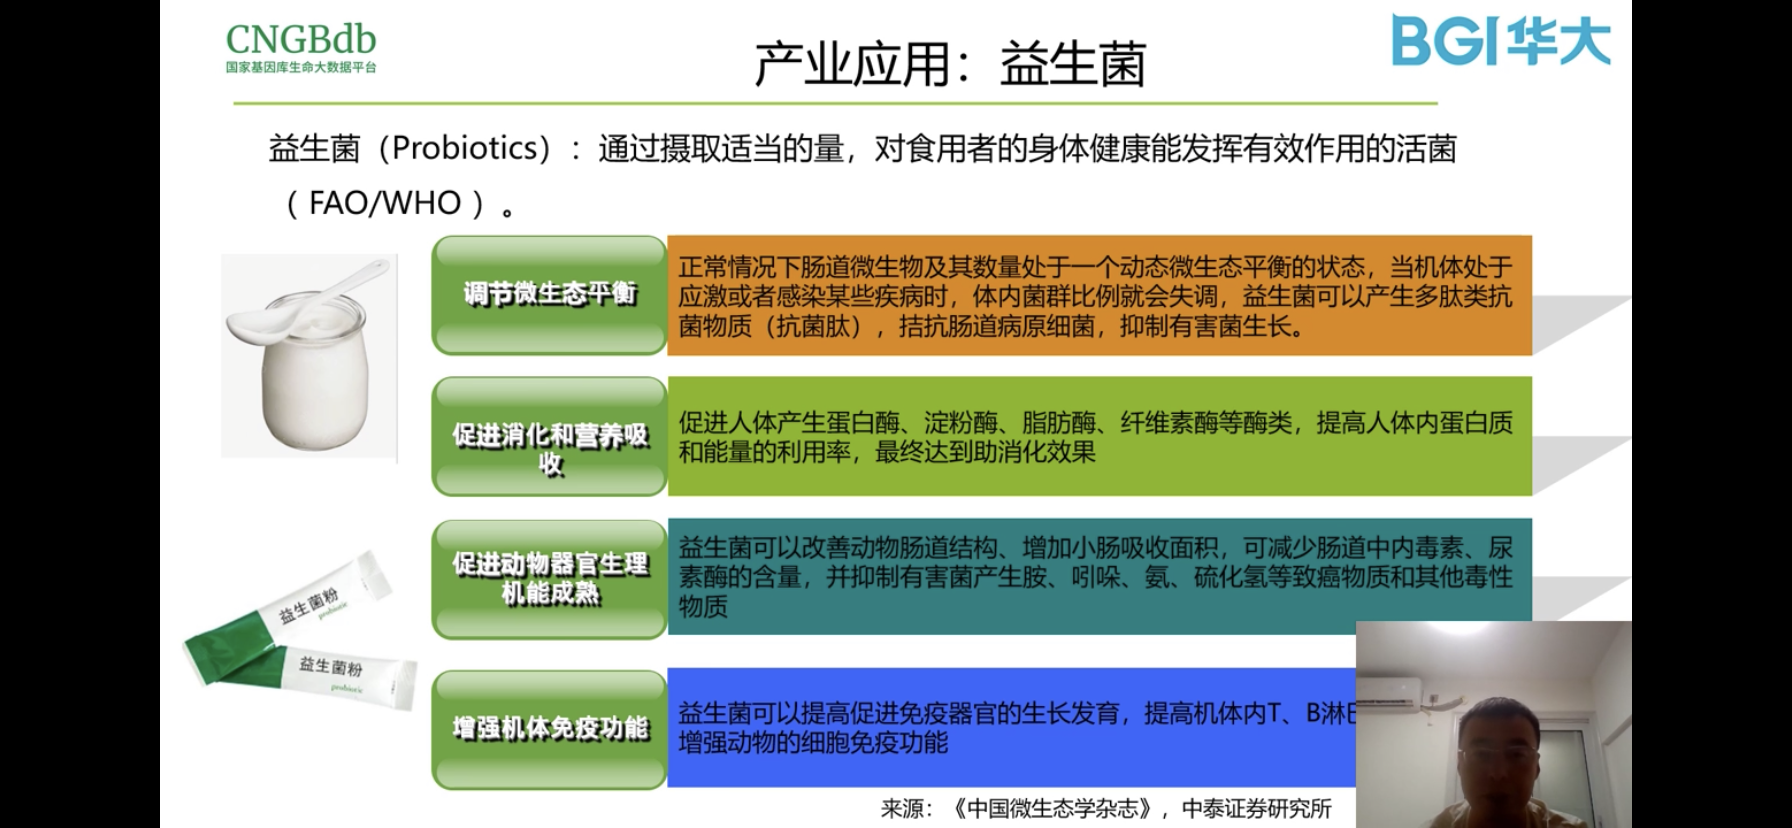 CNGBdb
国家基因库生命大数据平台
BGI华大
产业应用：益生菌
益生菌（Probiotics）：通过摄取适当的量，对食用者的身体健康能发挥有效作用的活菌
（FAO/WHO）。
调节微生态平衡
正常情况下肠道微生物及其数量处于一个动态微生态平衡的状态，当机体处于
应激或者感染某些疾病时，体内菌群比例就会失调，益生菌可以产生多肽类抗
菌物质（抗菌肽），拮抗肠道病原细菌，抑制有害菌生长。
促进消化和营养吸
收
促进人体产生蛋白酶、淀粉酶、脂肪酶、纤维素酶等酶类，提高人体内蛋白质
和能量的利用率，最终达到助消化效果
促进动物器官生理
机能成熟
益生菌可以改善动物肠道结构、增加小肠吸收面积，可减少肠道中内毒素、尿
素酶的含量，并抑制有害菌产生胺、吲哚、氨、硫化氢等致癌物质和其他毒性
物质
益生菌粉
probiotic
益生菌粉
probiotic
增强机体免疫功能
益生菌可以提高促进免疫器官的生长发育，提高机体内T、B淋
增强动物的细胞免疫功能
来源：《中国微生态学杂志》，中泰证券研究所